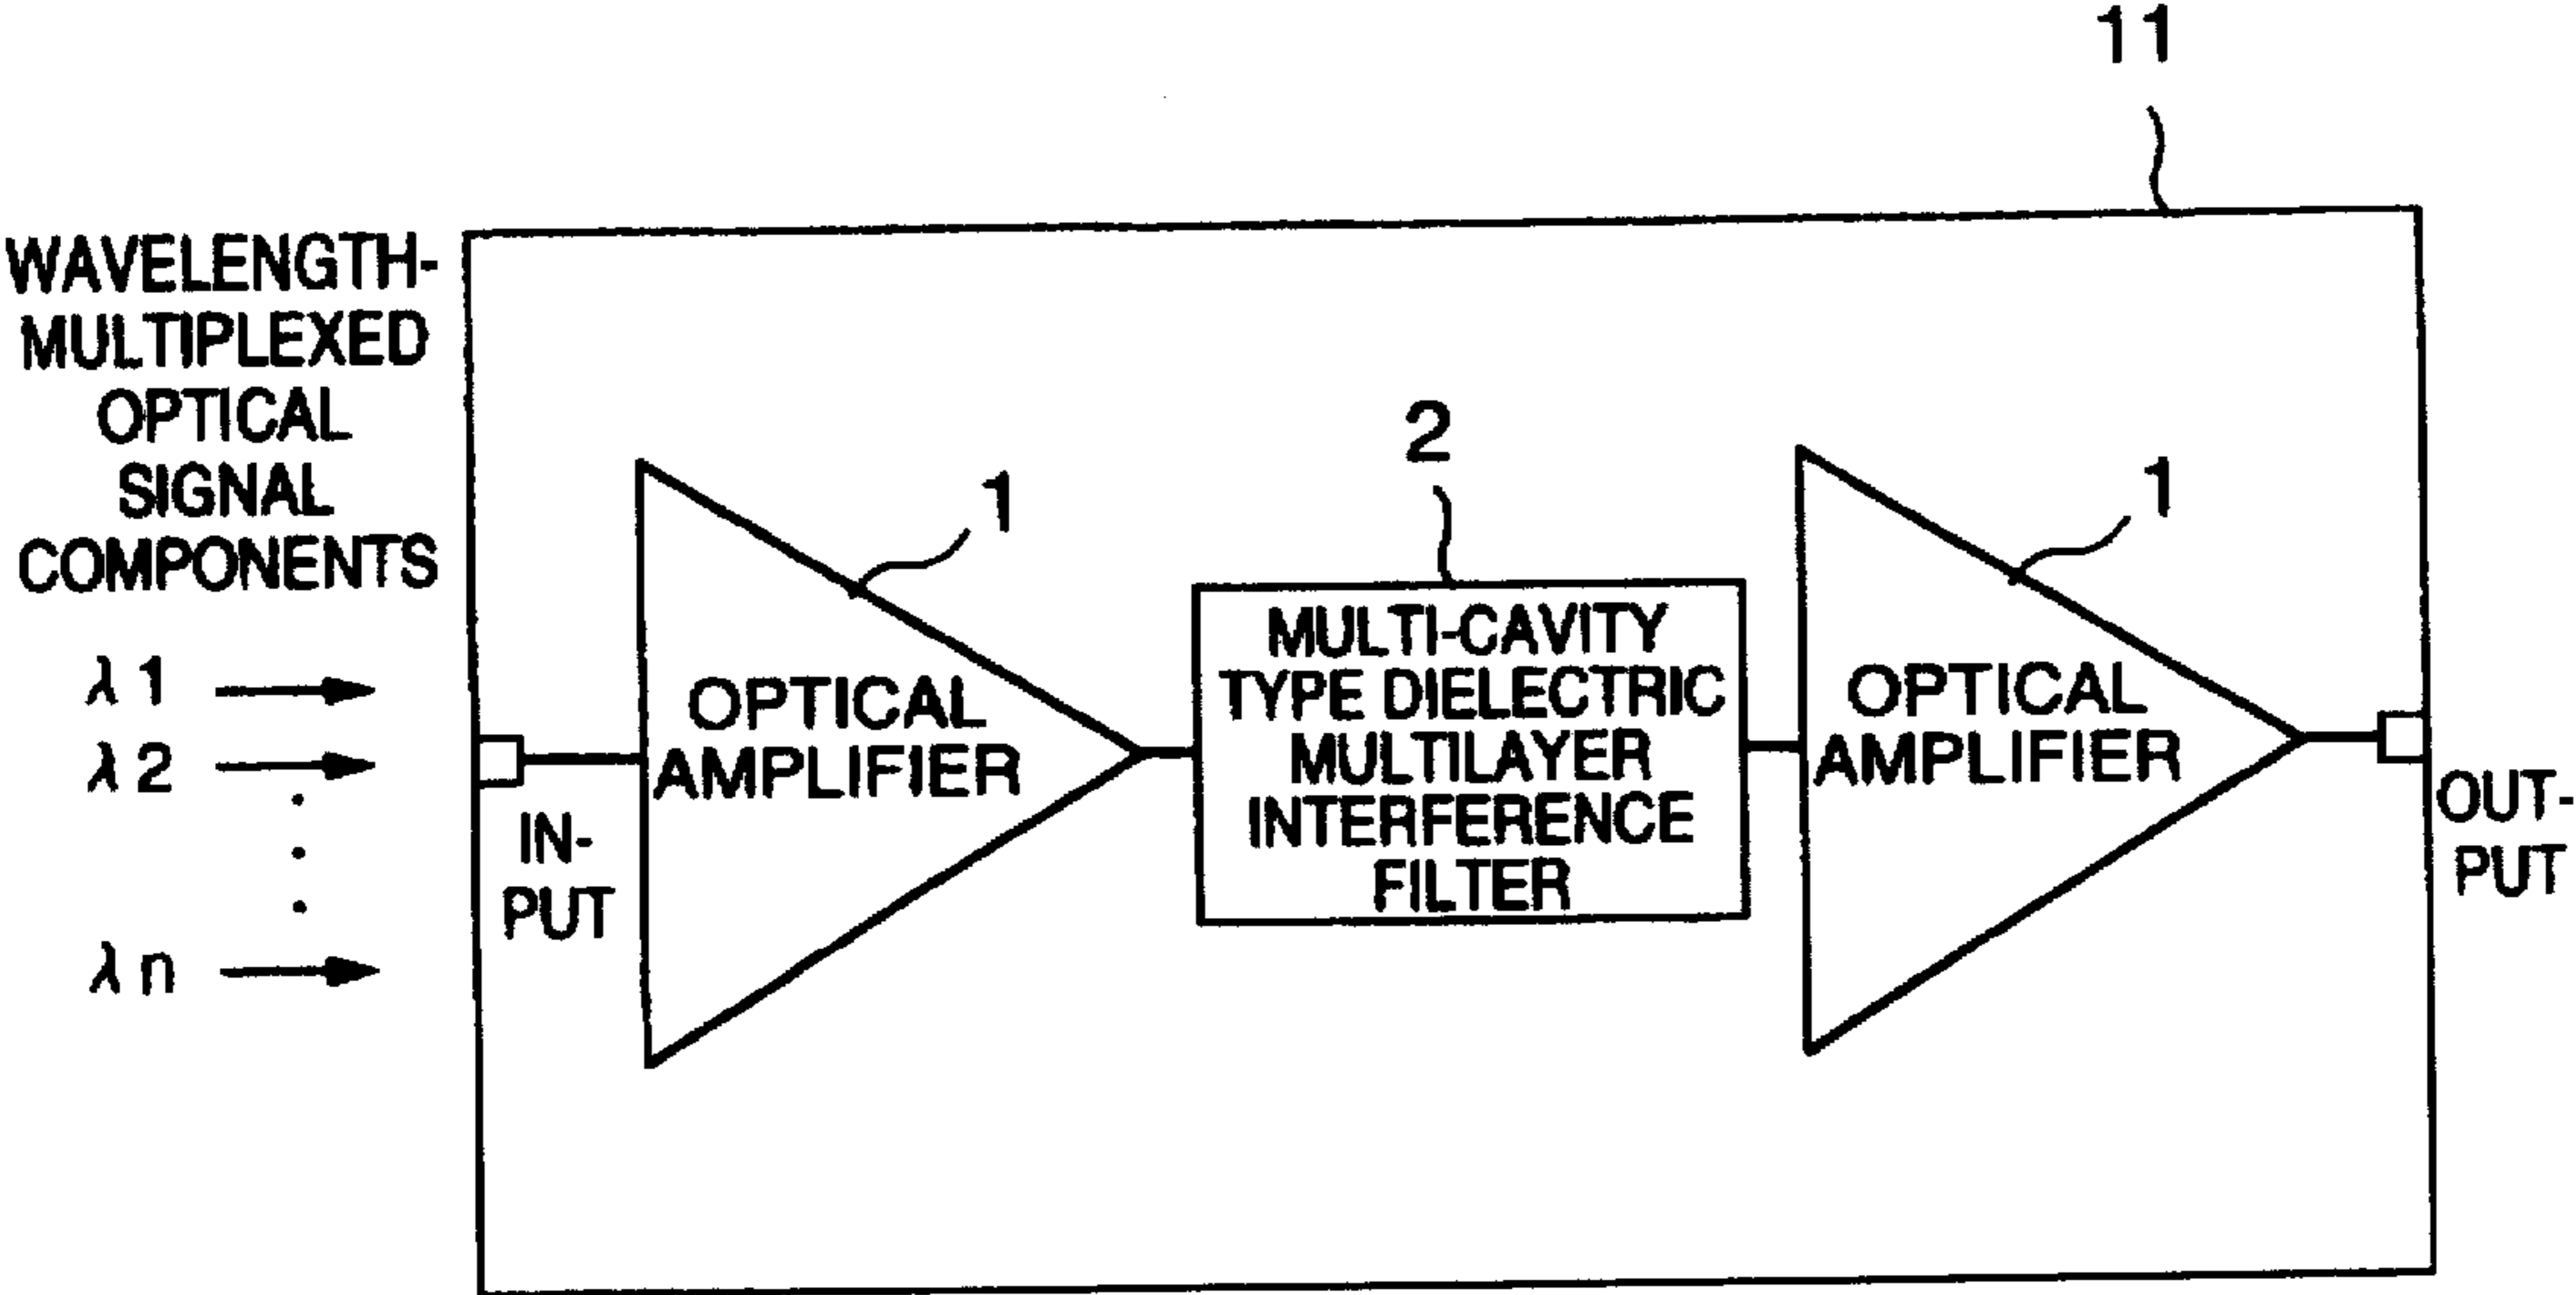 11
WAVELENGTH-
MULTIPLEXED
OPTICAL
SIGNAL
COMPONENTS
λ1
λ2
λn
IN-
PUT
1
OPTICAL
AMPLIFIER
2
MULTI-CAVITY
TYPE DIELECTRIC
MULTILAYER
INTERFERENCE
FILTER
1
OPTICAL
AMPLIFIER
OUT-
PUT